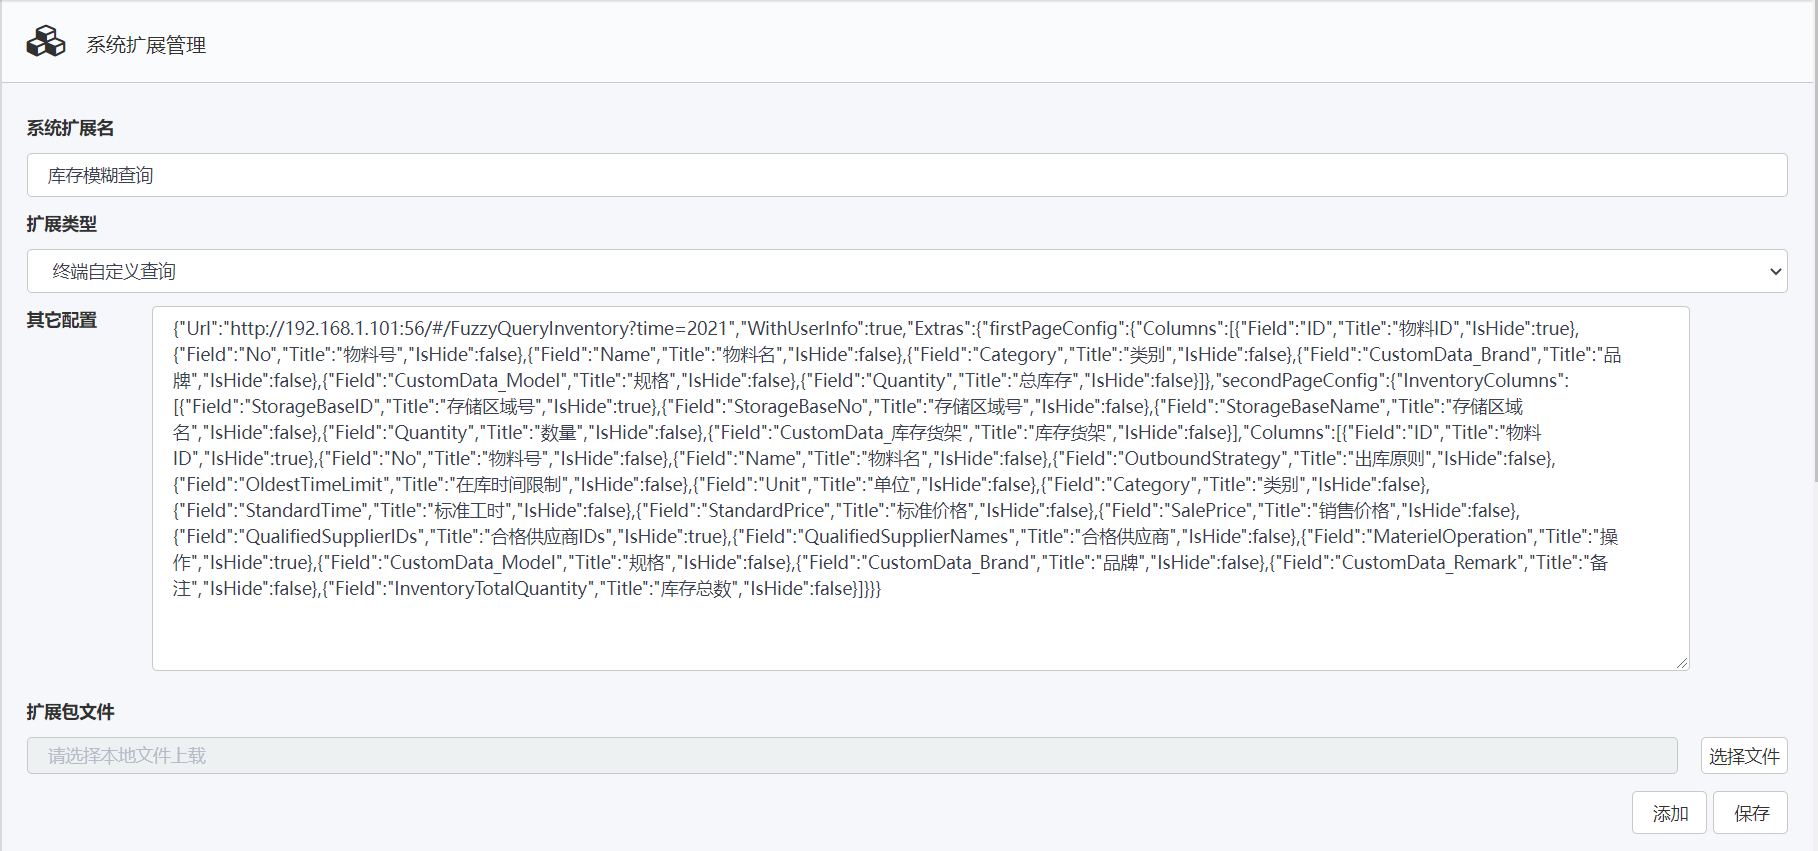 系统扩展管理
系统扩展名
库存模糊查询
扩展类型
终端自定义查询
其它配置
{"Url":"http://192.168.1.101:56/#/FuzzyQueryInventory?time=2021","WithUserInfo":true,"Extras":{"firstPageConfig":{"Columns":[{"Field":"ID","Title":"物料ID","IsHide":true},
{"Field":"No","Title":"物料号","IsHide":false},{"Field":"Name","Title":"物料名","IsHide":false},{"Field":"Category","Title":"类别","IsHide":false},{"Field":"CustomData_Brand","Title":"品
牌","IsHide":false},{"Field":"CustomData_Model","Title":"规格","IsHide":false},{"Field":"Quantity","Title":"总库存","IsHide":false}]},"secondPageConfig":{"InventoryColumns":
[{"Field":"StorageBaseID","Title":"存储区域号","IsHide":true},{"Field":"StorageBaseNo","Title":"存储区域号","IsHide":false},{"Field":"StorageBaseName","Title":"存储区域
名","IsHide":false},{"Field":"Quantity","Title":"数量","IsHide":false},{"Field":"CustomData_库存货架","Title":"库存货架","IsHide":false}],"Columns":[{"Field":"ID","Title":"物料
ID","IsHide":true},{"Field":"No","Title":"物料号","IsHide":false},{"Field":"Name","Title":"物料名","IsHide":false},{"Field":"OutboundStrategy","Title":"出库原则","IsHide":false},
{"Field":"OldestTimeLimit","Title":"在库时间限制","IsHide":false},{"Field":"Unit","Title":"单位","IsHide":false},{"Field":"Category","Title":"类别","IsHide":false},
{"Field":"StandardTime","Title":"标准工时","IsHide":false},{"Field":"StandardPrice","Title":"标准价格","IsHide":false},{"Field":"SalePrice","Title":"销售价格","IsHide":false},
{"Field":"QualifiedSupplierIDs","Title":"合格供应商IDs","IsHide":true},{"Field":"QualifiedSupplierNames","Title":"合格供应商","IsHide":false},{"Field":"MaterielOperation","Title":"操
作","IsHide":true},{"Field":"CustomData_Model","Title":"规格","IsHide":false},{"Field":"CustomData_Brand","Title":"品牌","IsHide":false},{"Field":"CustomData_Remark","Title":"备
注","IsHide":false},{"Field":"InventoryTotalQuantity","Title":"库存总数","IsHide":false}]}}}
扩展包文件
请选择本地文件上载
选择文件
添加
保存